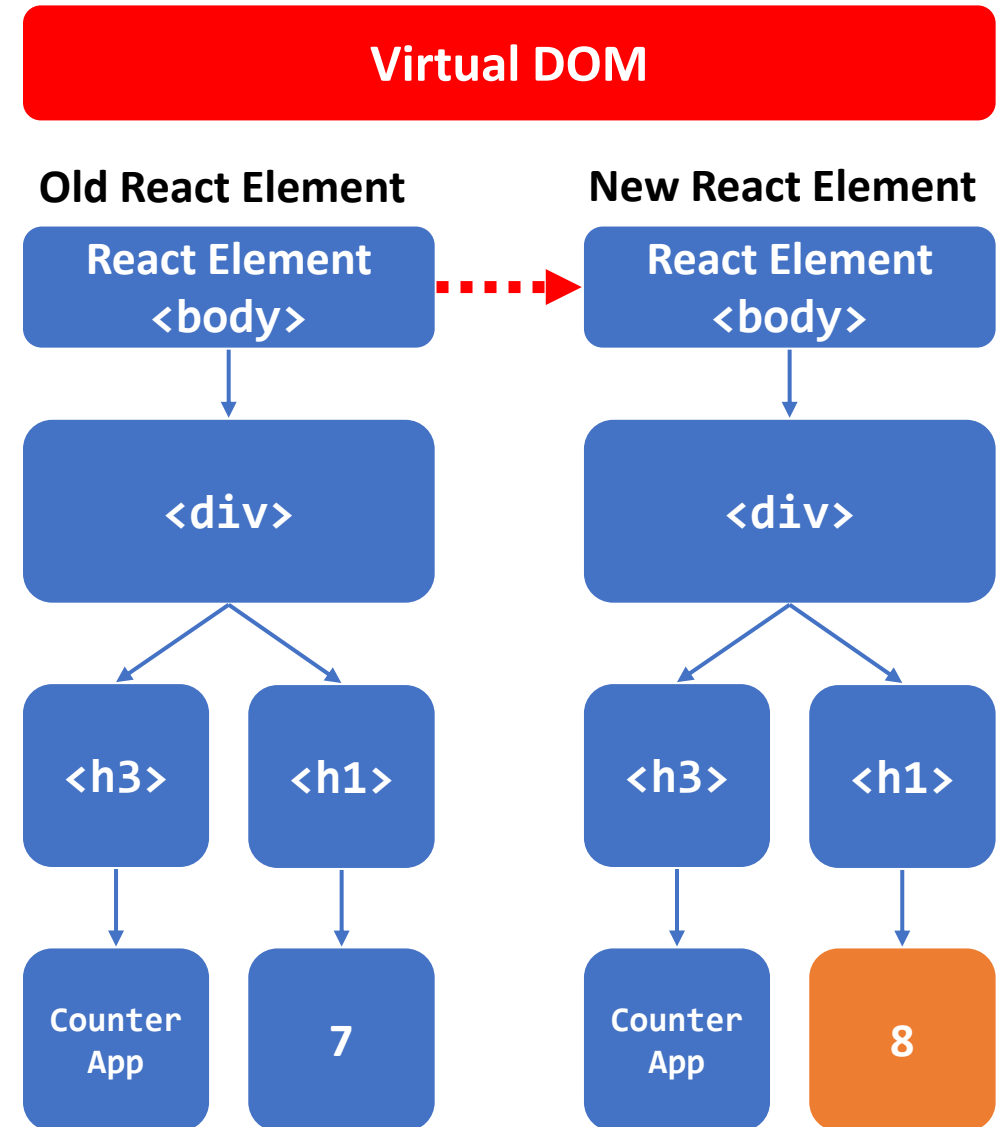 Virtual DOM
Old React Element
New React Element
React Element
<body>
React Element
<body>
<div>
<div>
<h3>
<h1>
<h3>
<h1>
Counter
App
7
Counter
App
8